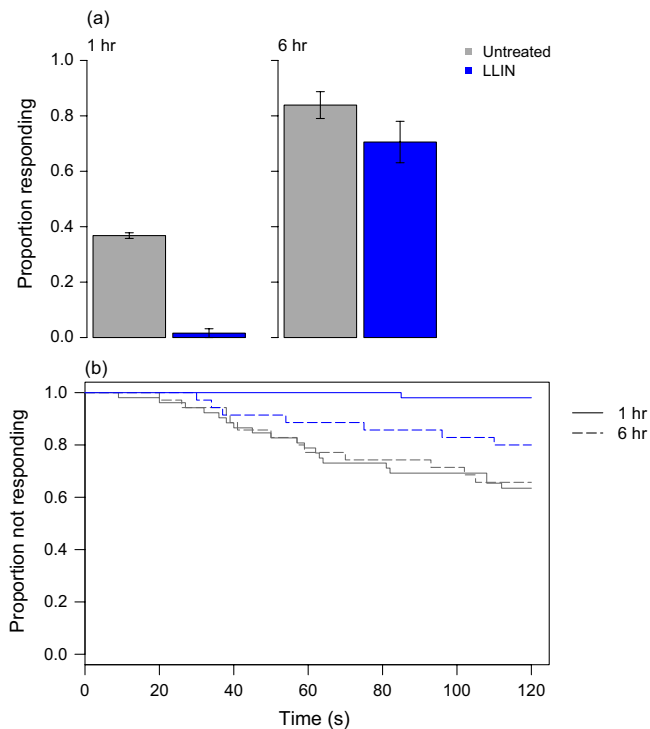 (a)
1 hr
6 hr
Untreated
LLIN
Proportion responding
1.0
0.8
0.6
0.4
0.2
0.0
(b)
Proportion not responding
1.0
0.8
0.6
0.4
0.2
0.0
0
20
40
60
80
100
120
Time (s)
1 hr
6 hr